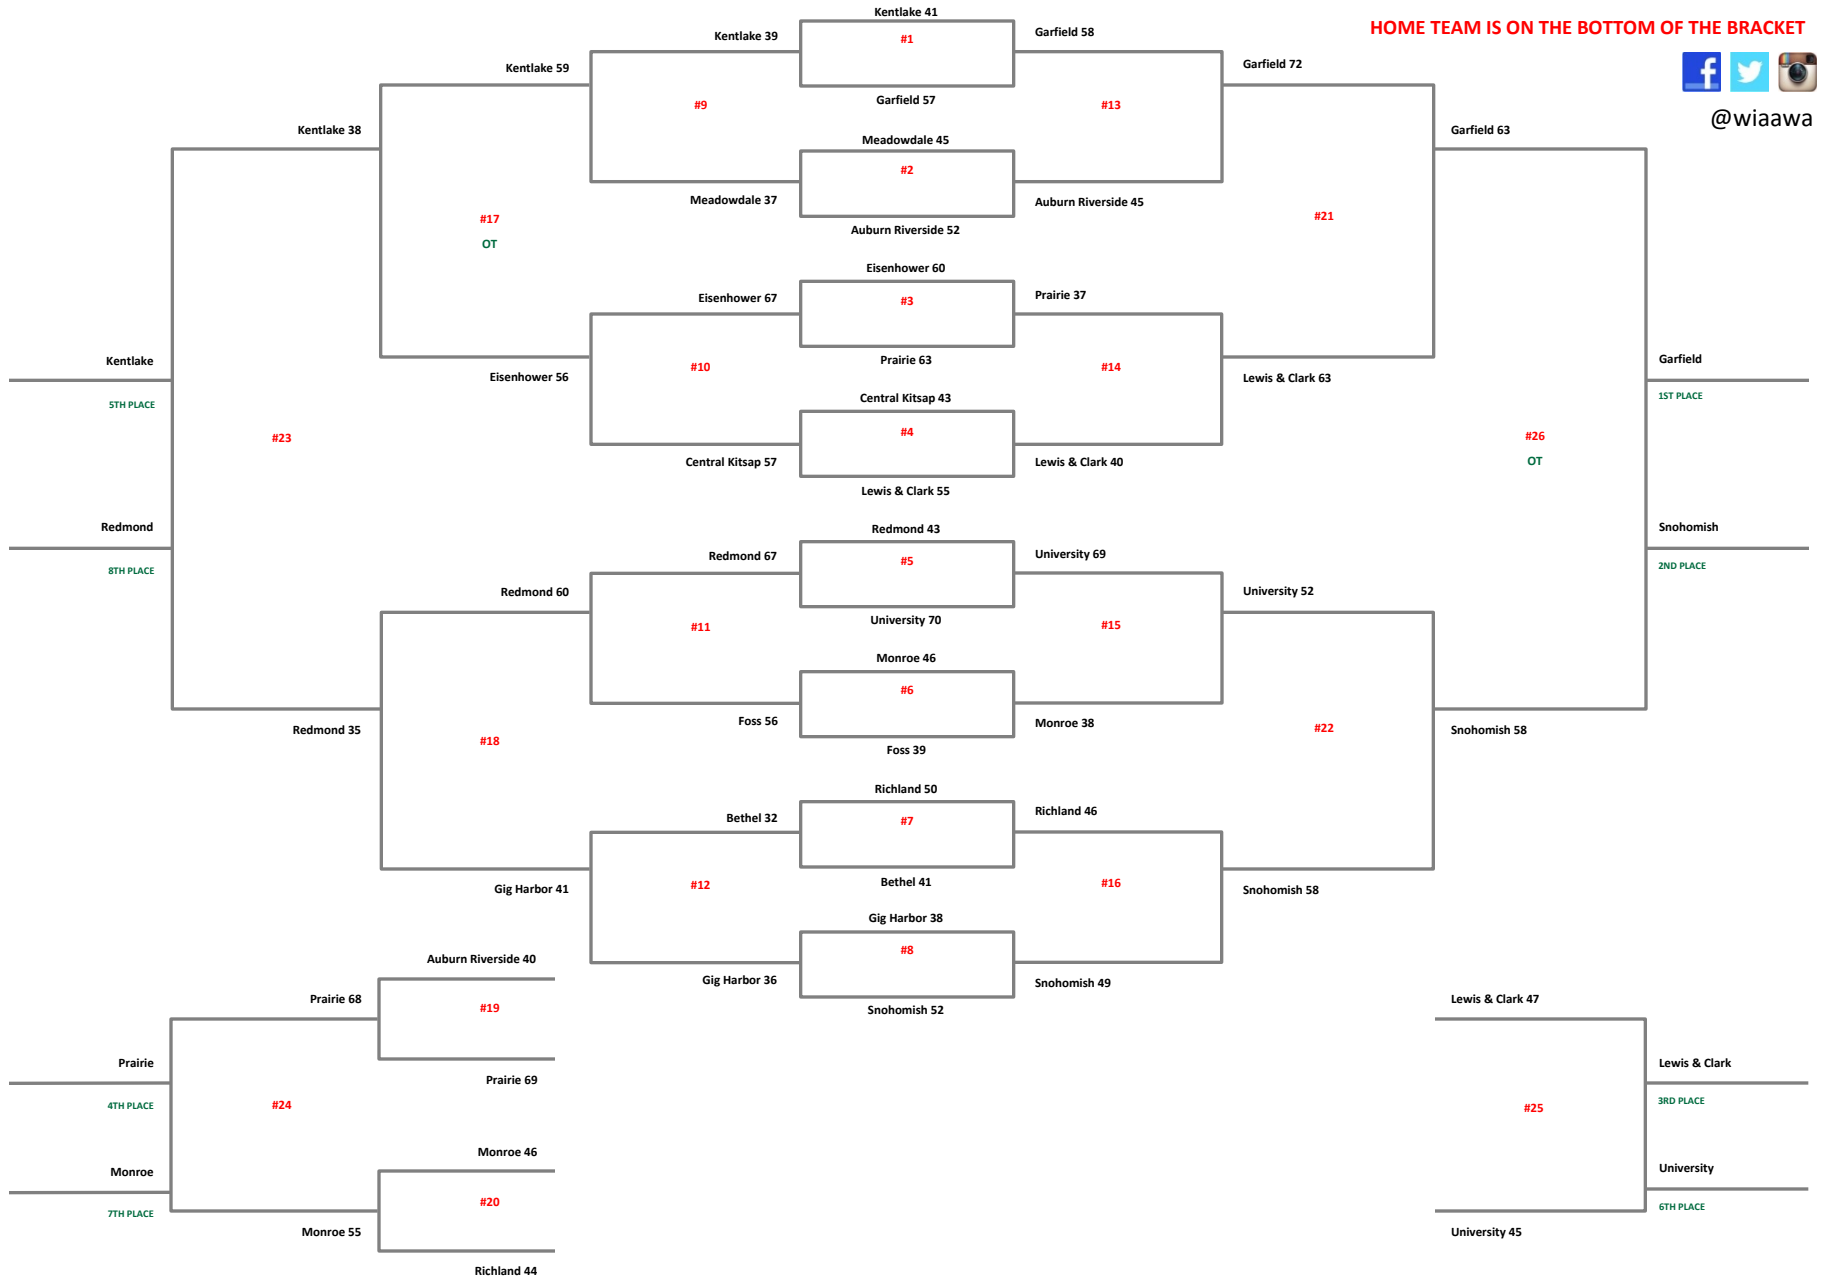 Kentlake 41
HOME TEAM IS ON THE BOTTOM OF THE BRACKET
Kentlake 39
#1
Garfield 58
Kentlake 59
Garfield 72
Garfield 57
#9
#13
@wiaawa
Kentlake 38
Garfield 63
Meadowdale 45
#2
Meadowdale 37
Auburn Riverside 45
#17
#21
Auburn Riverside 52
OT
Eisenhower 60
Eisenhower 67
#3
Prairie 37
Kentlake
Prairie 63
Garfield
#10
#14
Eisenhower 56
Lewis & Clark 63
5TH PLACE
1ST PLACE
Central Kitsap 43
#23
#4
#26
OT
Central Kitsap 57
Lewis & Clark 40
Lewis & Clark 55
Redmond
Redmond 43
Snohomish
Redmond 67
#5
University 69
8TH PLACE
2ND PLACE
Redmond 60
University 52
University 70
#11
#15
Monroe 46
#6
Foss 56
Monroe 38
Redmond 35
#18
#22
Snohomish 58
Foss 39
Richland 50
Bethel 32
#7
Richland 46
Gig Harbor 41
#12
Bethel 41
#16
Snohomish 58
Gig Harbor 38
#8
Auburn Riverside 40
Gig Harbor 36
Snohomish 49
Prairie 68
#19
Snohomish 52
Lewis & Clark 47
Prairie
Lewis & Clark
Prairie 69
4TH PLACE
#24
#25
3RD PLACE
Monroe 46
Monroe
University
#20
7TH PLACE
6TH PLACE
Monroe 55
University 45
Richland 44